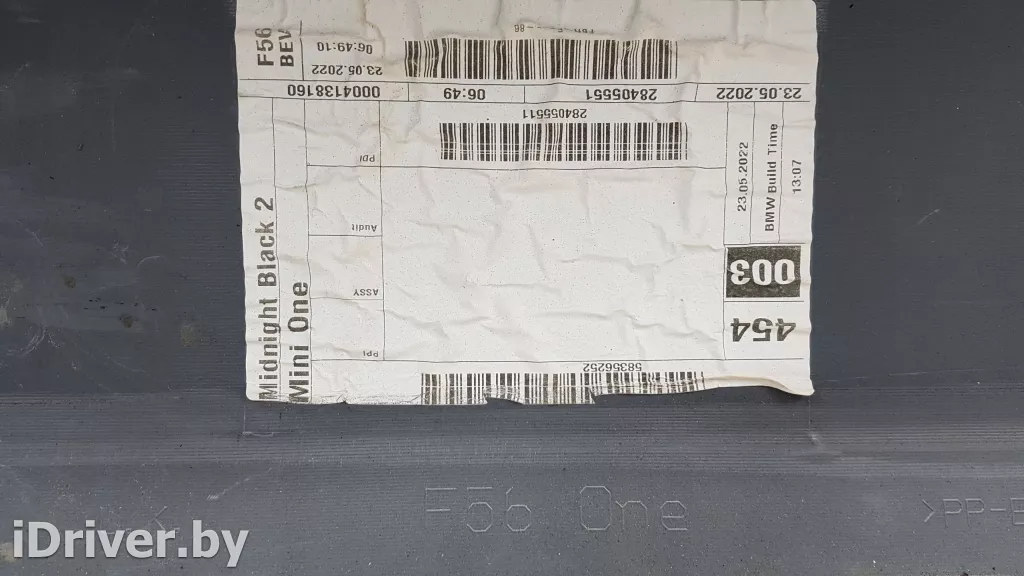 F56
BEV
06:49:10
23.05.2022
0004138160
06:49
28405551
23.05.2022
284055511
PDI
Audit
ASSY
PPI
Midnight Black 2
Mini One
23.05.2022
BMW Build Time
13:07
003
454
58356252
F56 One
>PP-E
iDriver.by